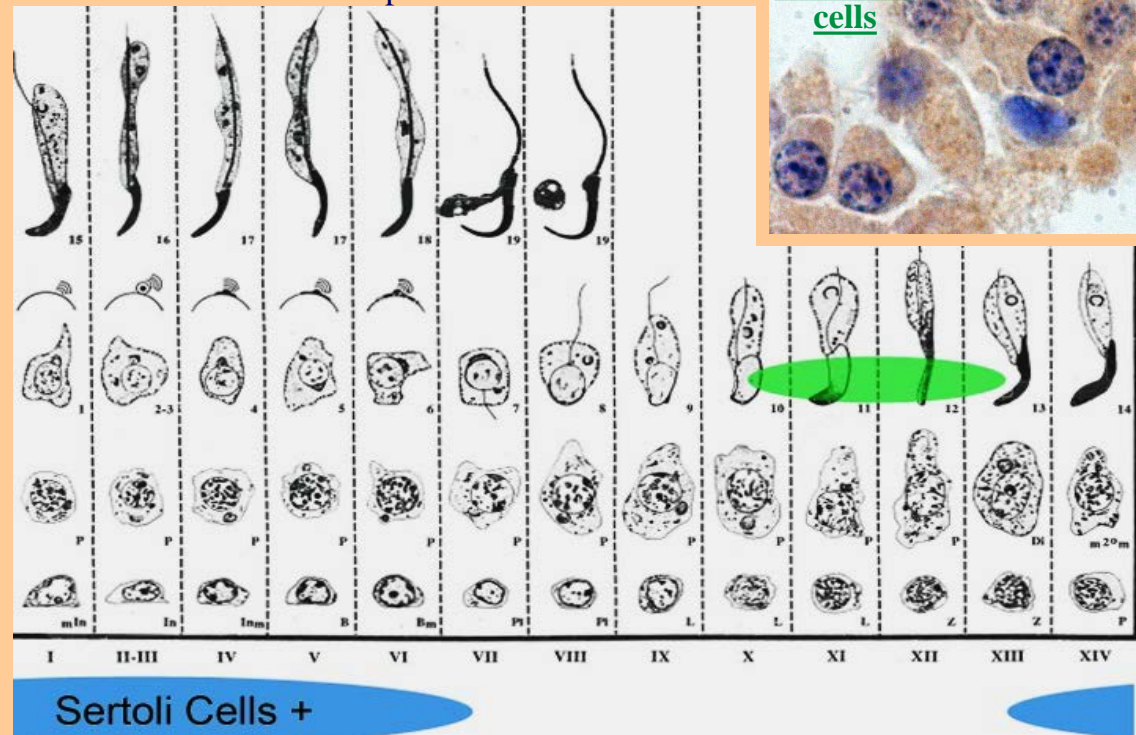 cells
15 16 17 17 18 19 19
1 2-3 4 5 6 7 8 9 10 11 12 13 14
P P P P P P P P P P P Di m2°m
mIn In Inm B Bm Pl Pl L L L Z Z P
I II-III IV V VI VII VIII IX X XI XII XIII XIV
Sertoli Cells +